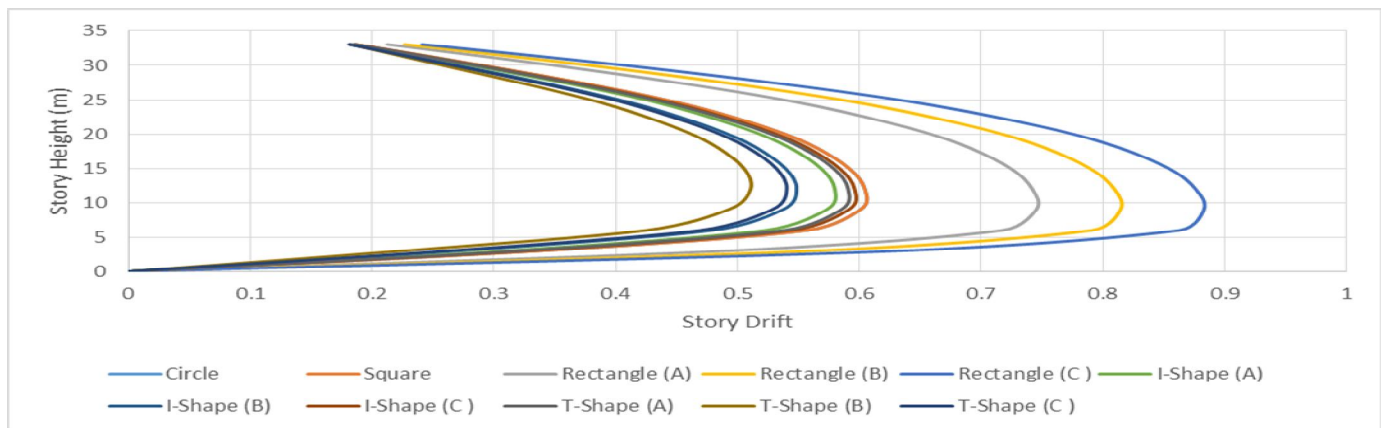 35
30
25
20
15
10
5
0
Story Height (m)
0 0.1 0.2 0.3 0.4 0.5 0.6 0.7 0.8 0.9 1
Story Drift
Circle Square Rectangle (A) Rectangle (B) Rectangle (C ) I-Shape (A)
I-Shape (B) I-Shape (C ) T-Shape (A) T-Shape (B) T-Shape (C )